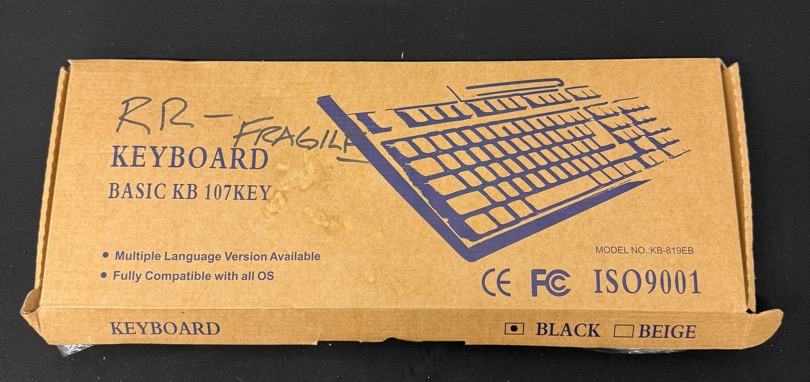 RR - FRAGILE
KEYBOARD
BASIC KB 107KEY
• Multiple Language Version Available
• Fully Compatible with all OS
MODEL NO.:KB-819EB
CE FC ISO9001
KEYBOARD
BLACK BEIGE